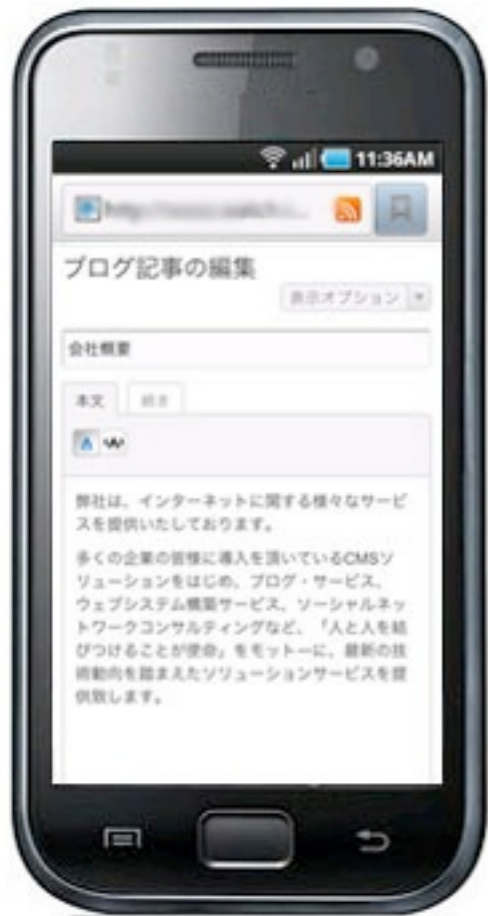 11:36AM
ブログ記事の編集
表示オプション
会社概要
本文 続き
A
弊社は、インターネットに関する様々なサービ
スを提供いたしております。
多くの企業の皆様に導入を頂いているCMSソ
リューションをはじめ、ブログ・サービス、
ウェブシステム構築サービス、ソーシャルネッ
トワークコンサルティングなど、「人と人を結
びつけることが使命」をモットーに、最新の技
術動向を踏まえたソリューションサービスを提
供致します。